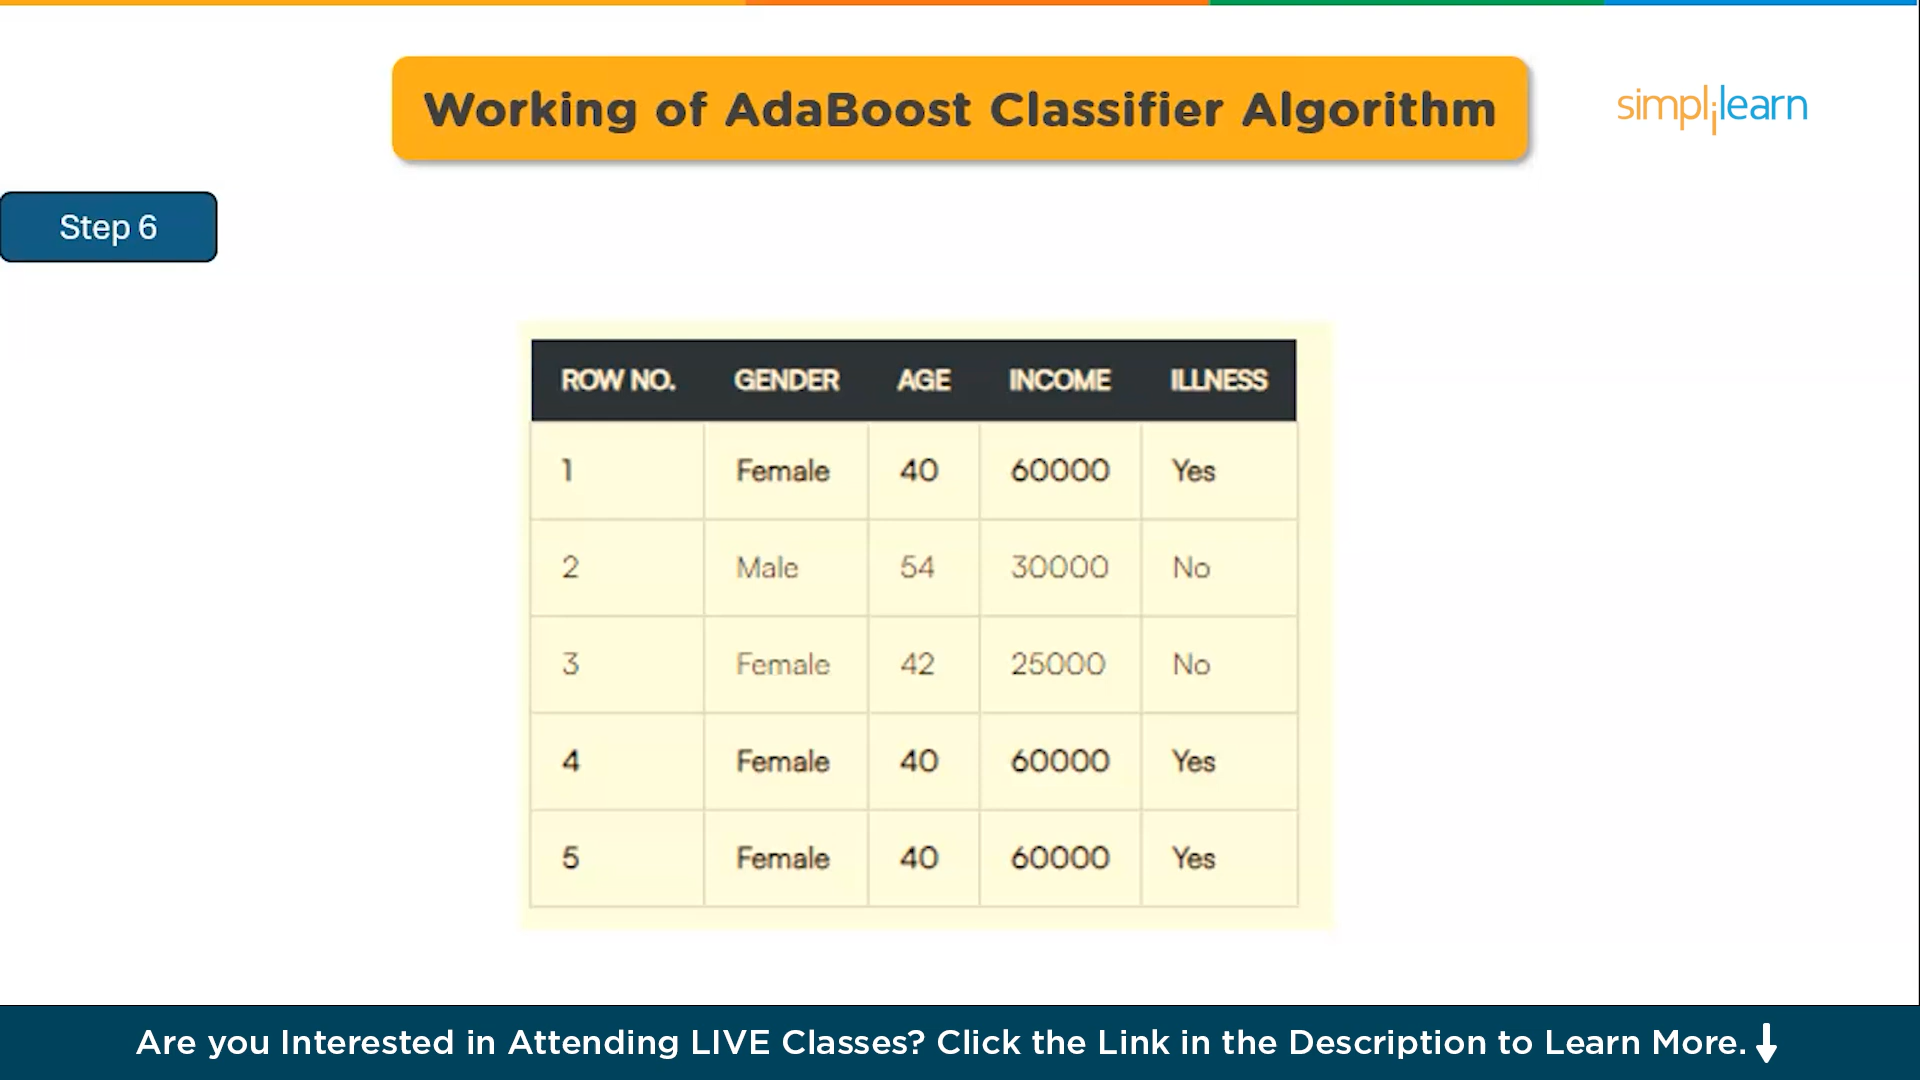 Working of AdaBoost Classifier Algorithm
simplilearn
Step 6
ROW NO. GENDER AGE INCOME ILLNESS
1 Female 40 60000 Yes
2 Male 54 30000 No
3 Female 42 25000 No
4 Female 40 60000 Yes
5 Female 40 60000 Yes
Are you Interested in Attending LIVE Classes? Click the Link in the Description to Learn More.